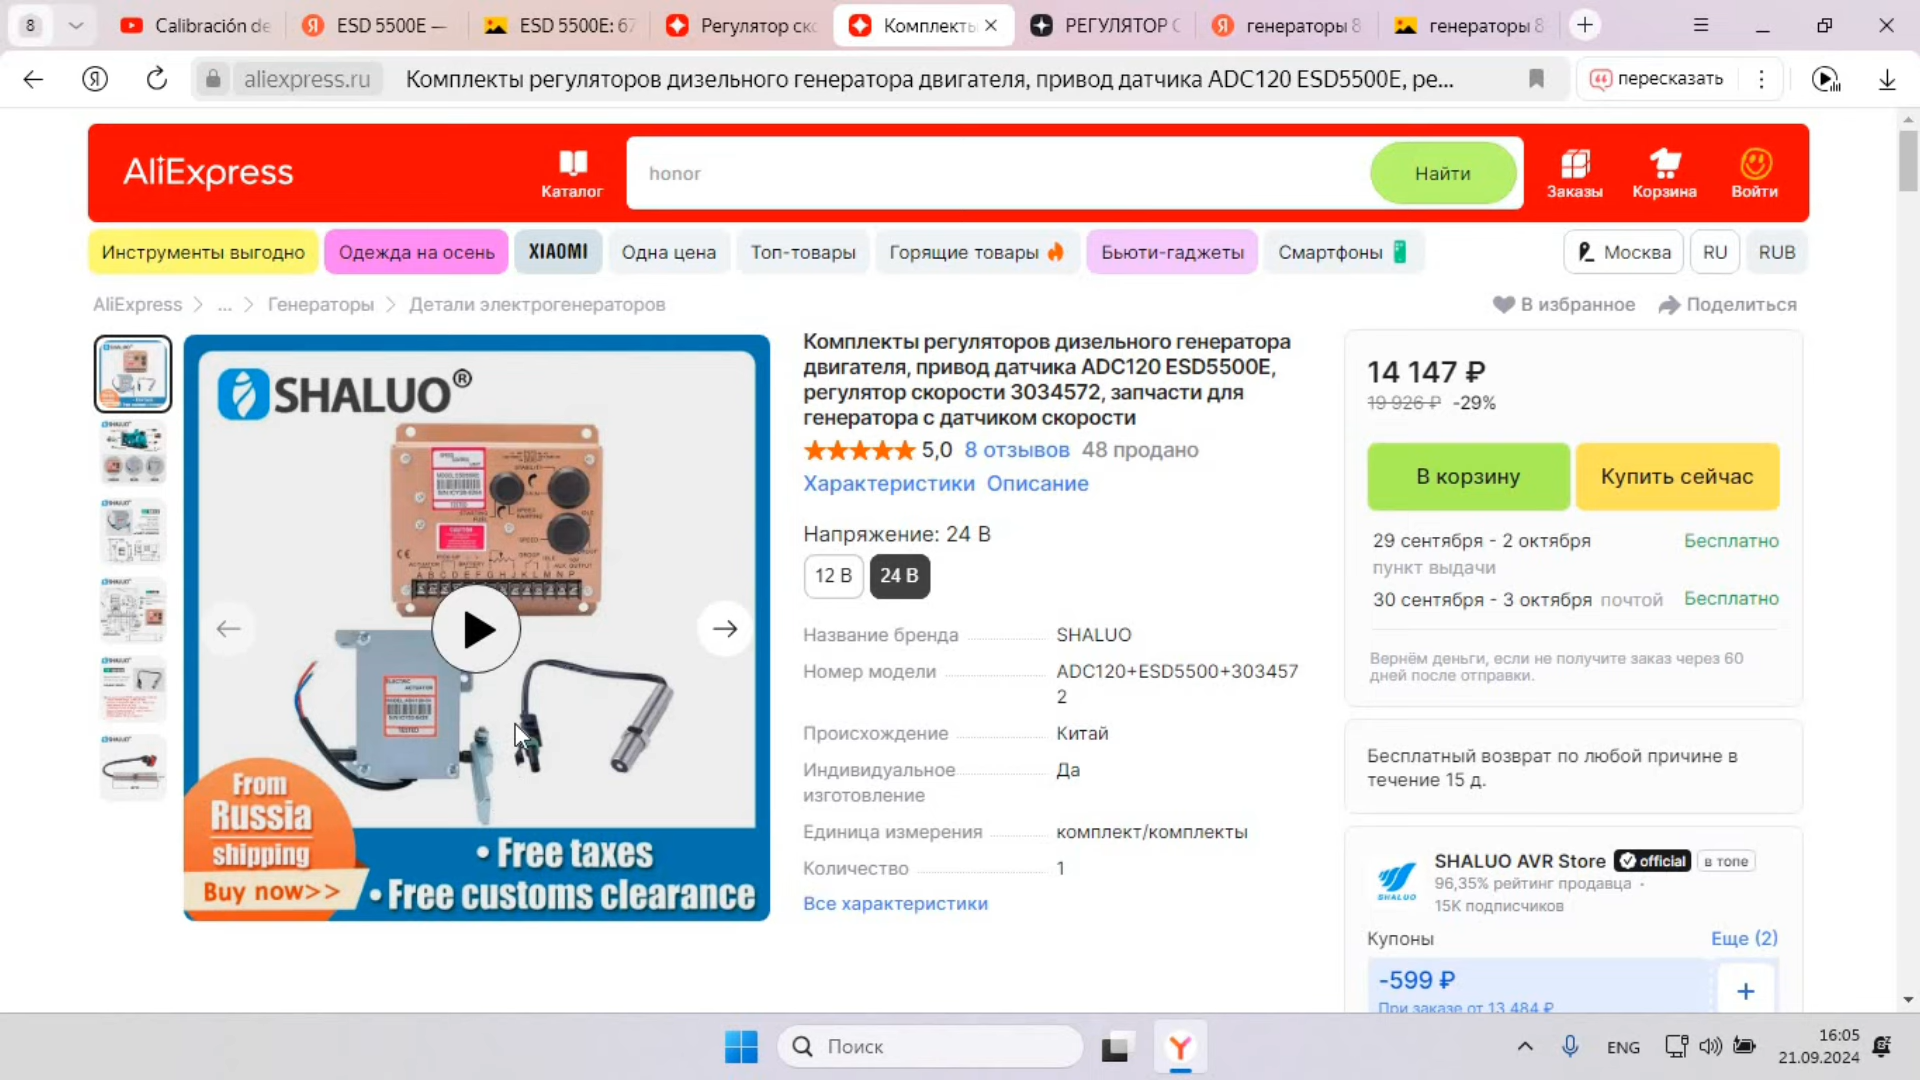 8
Calibración de
ESD 5500E —
ESD 5500E: 67
Регулятор ско
Комплекты
РЕГУЛЯТОР С
генераторы 8
генераторы 8
aliexpress.ru
Комплекты регуляторов дизельного генератора двигателя, привод датчика ADC120 ESD5500E, ре...
пересказать
AliExpress
Каталог
honor
Найти
Заказы
Корзина
Войти
Инструменты выгодно
Одежда на осень
XIAOMI
Одна цена
Топ-товары
Горящие товары
Бьюти-гаджеты
Смартфоны
Москва
RU
RUB
AliExpress > ... > Генераторы > Детали электрогенераторов
В избранное
Поделиться
SHALUO®
From
Russia
shipping
Buy now>>
• Free taxes
• Free customs clearance
Комплекты регуляторов дизельного генератора
двигателя, привод датчика ADC120 ESD5500E,
регулятор скорости 3034572, запчасти для
генератора с датчиком скорости
5,0 8 отзывов 48 продано
Характеристики Описание
Напряжение: 24 В
12 В
24 В
Название бренда SHALUO
Номер модели ADC120+ESD5500+303457
2
Происхождение Китай
Индивидуальное Да
изготовление
Единица измерения комплект/комплекты
Количество 1
Все характеристики
14 147 ₽
19 926 ₽ -29%
В корзину
Купить сейчас
29 сентября - 2 октября Бесплатно
пункт выдачи
30 сентября - 3 октября почтой Бесплатно
Вернём деньги, если не получите заказ через 60
дней после отправки.
Бесплатный возврат по любой причине в
течение 15 д.
SHALUO
SHALUO AVR Store official в топе
96,35% рейтинг продавца
15K подписчиков
Купоны Еще (2)
-599 ₽
При заказе от 13 484 ₽
Поиск
ENG
16:05
21.09.2024